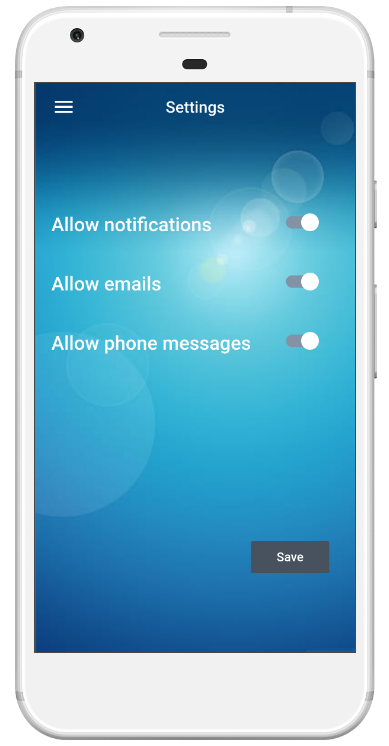 Settings
Allow notifications
Allow emails
Allow phone messages
Save